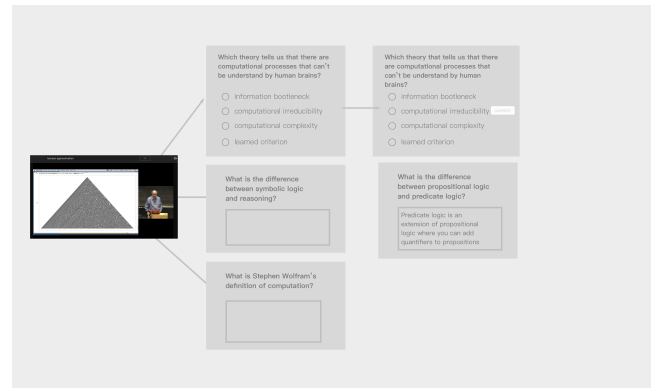 Which theory tells us that there are
computational processes that can't
be understand by human brains?
information bottleneck
computational irreducibility
computational complexity
learned criterion
Which theory that tells us that there
are computational processes that
can't be understand by human
brains?
information bottleneck
computational irreducibility
computational complexity
learned criterion
What is the difference
between symbolic logic
and reasoning?
What is the difference
between propositional logic
and predicate logic?
Predicate logic is an
extension of propositional
logic where you can add
quantifiers to propositions
What is Stephen Wolfram's
definition of computation?